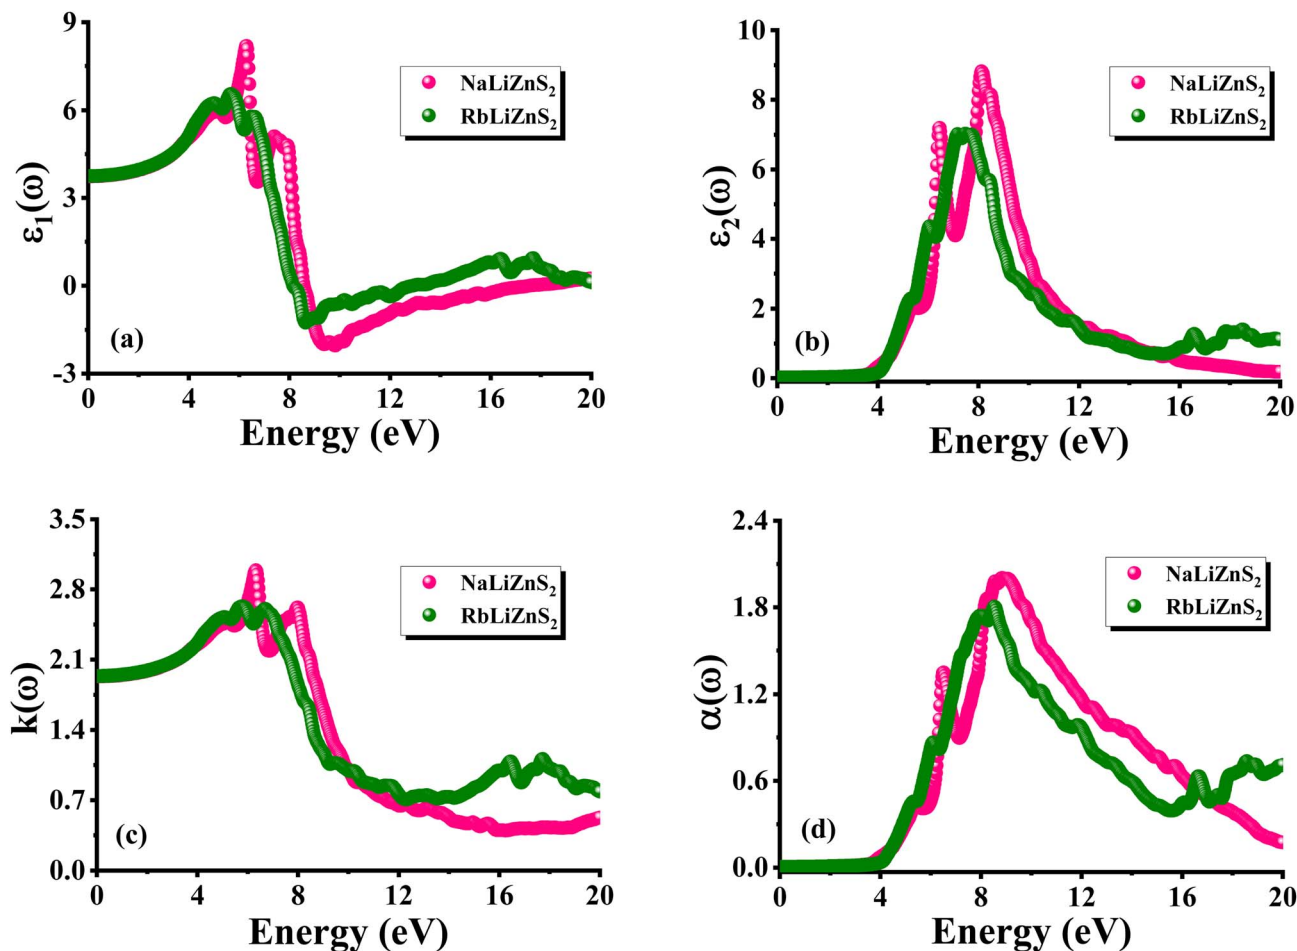 9
6
3
0
-3
ε₁(ω)
NaLiZnS₂
RbLiZnS₂
(a)
0 4 8 12 16 20
Energy (eV)
10
8
6
4
2
0
ε₂(ω)
NaLiZnS₂
RbLiZnS₂
(b)
0 4 8 12 16 20
Energy (eV)
3.5
2.8
2.1
1.4
0.7
0.0
k(ω)
NaLiZnS₂
RbLiZnS₂
(c)
0 4 8 12 16 20
Energy (eV)
2.4
1.8
1.2
0.6
0.0
α(ω)
NaLiZnS₂
RbLiZnS₂
(d)
0 4 8 12 16 20
Energy (eV)